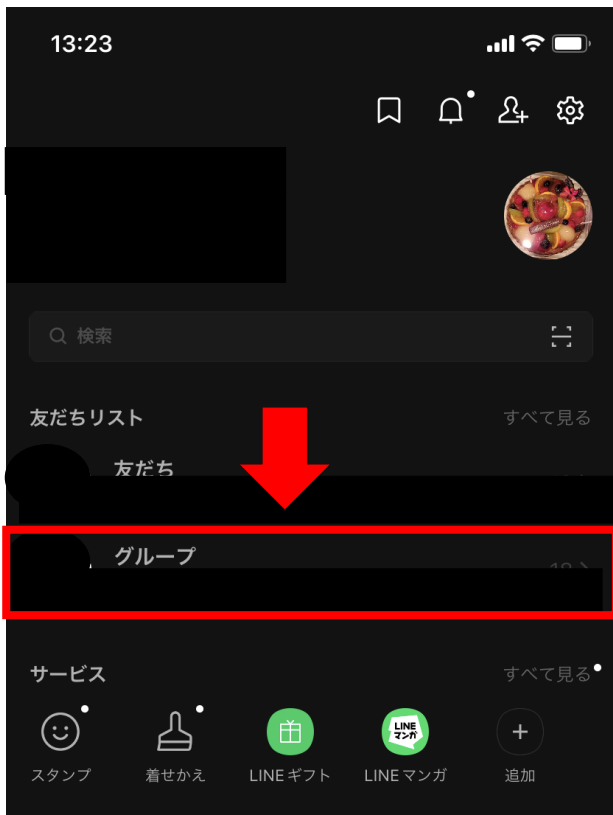 13:23
検索
友だちリスト すべて見る
友だち
グループ
サービス すべて見る
LINE マンガ
スタンプ 着せかえ LINEギフト LINEマンガ 追加